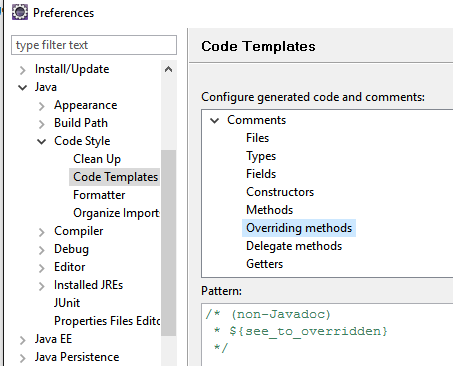 Preferences
type filter text
Install/Update
Java
Appearance
Build Path
Code Style
Clean Up
Code Templates
Formatter
Organize Import
Compiler
Debug
Editor
Installed JREs
JUnit
Properties Files Edito
Java EE
Java Persistence
Code Templates
Configure generated code and comments:
Comments
Files
Types
Fields
Constructors
Methods
Overriding methods
Delegate methods
Getters
Pattern:
/* (non-Javadoc)
 * ${see_to_overridden}
 */